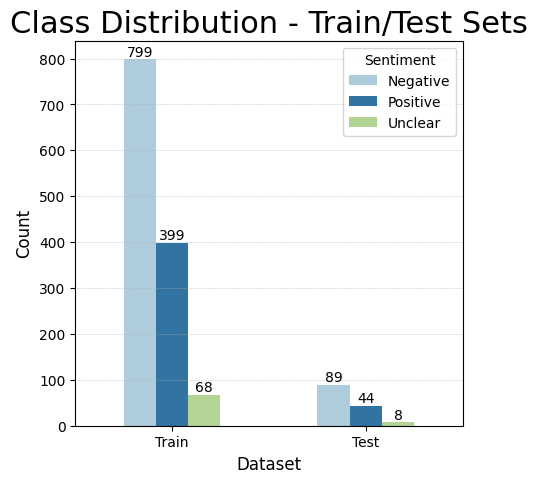 Class Distribution - Train/Test Sets
Sentiment
Negative
Positive
Unclear
Count
800
700
600
500
400
300
200
100
0
799
399
68
89
44
8
Train
Test
Dataset